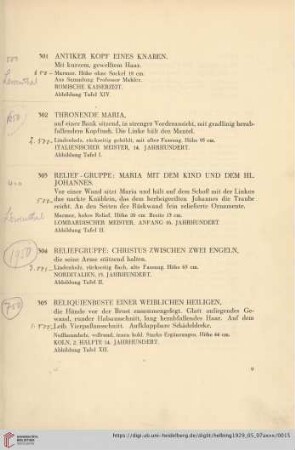 301 ANTIKER KOPF EINES KNABEN.
Mit kurzem, gewelltem Haar.
Marmor. Höhe ohne Sockel 18 cm.
Aus Sammlung Professor Mahler.
RÖMISCHE KAISERZEIT.
Abbildung Tafel XIV
302 THRONENDE MARIA,
auf einer Bank sitzend, in strenger Vorderansicht, mit gradlinig herab-
fallendem Kopftuch. Die Linke hält den Mantel.
Lindenholz, rückseitig gehöhlt, mit alter Fassung. Höhe 95 cm.
ITALIENISCHER MEISTER, 14. JAHRHUNDERT.
Abbildung Tafel I.
303 RELIEF-GRUPPE: MARIA MIT DEM KIND UND DEM HL.
JOHANNES.
Vor einer Wand sitzt Maria und hält auf dem Schoß mit der Linken
das nackte Knäblein, das dem herbeigeeilten Johannes die Traube
reicht. An den Seiten der Rückwand fein reliefierte Ornamente.
Marmor, hohes Relief. Höhe 20 cm. Breite 15 cm.
LOMBARDISCHER MEISTER, ANFANG 16. JAHRHUNDERT.
Abbildung Tafel II
304 RELIEFGRUPPE: CHRISTUS ZWISCHEN ZWEI ENGELN,
die seine Arme stützend halten.
Lindenholz, rückseitig flach, alte Fassung. Höhe 69 cm.
NORDITALIEN, 15. JAHRHUNDERT.
Abbildung Tafel II.
305 RELIQUIENBÜSTE EINER WEIBLICHEN HEILIGEN,
die Hände vor der Brust zusammengelegt. Glatt anliegendes Ge-
wand, runder Halsausschnitt, lang herabfallendes Haar. Auf dem
Leib Vierpaßausschnitt. Aufklappbare Schädeldecke.
Nußbaumholz, vollrund, innen hohl. Starke Ergänzungen. Höhe 44 cm.
KÖLN, 2. HÄLFTE 14. JAHRHUNDERT.
Abbildung Tafel XII.